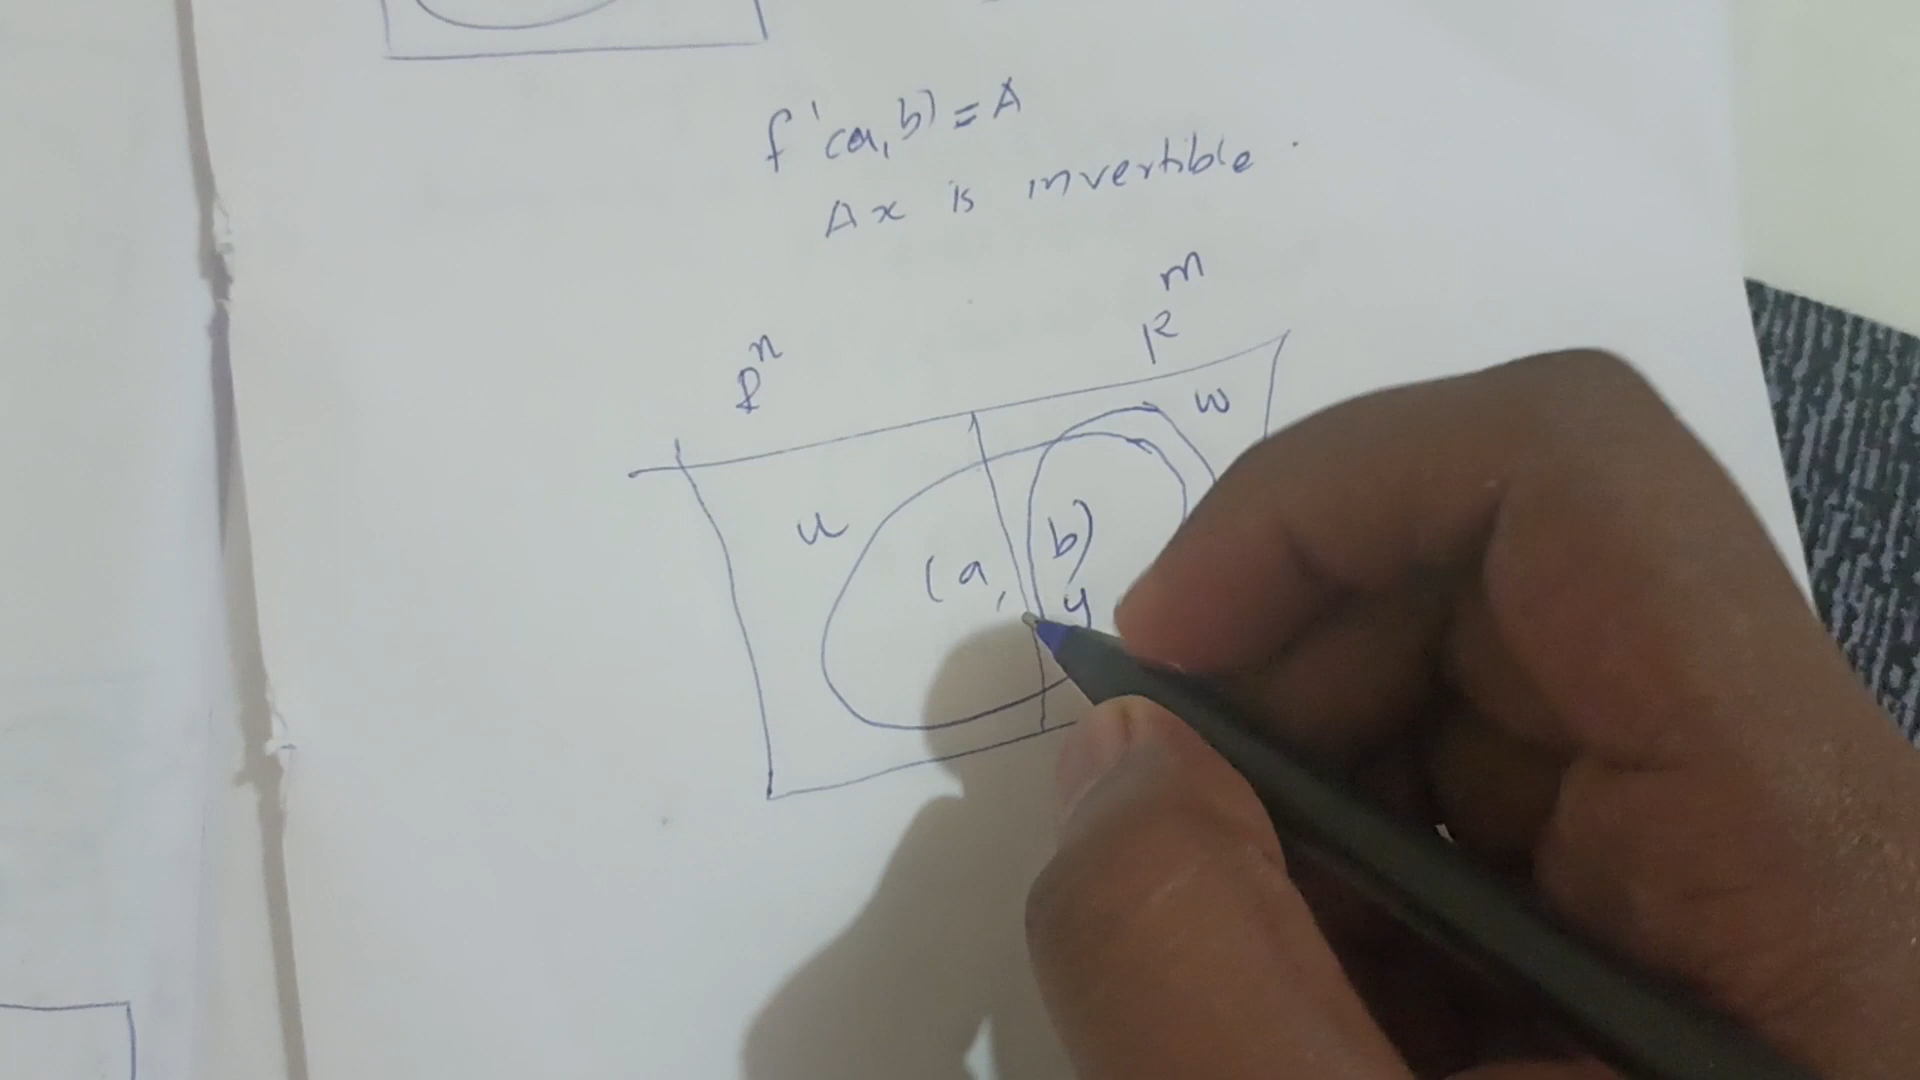 f'(a, b) = A
Ax is invertible.
R^n R^m
W
U
(a, b)
y